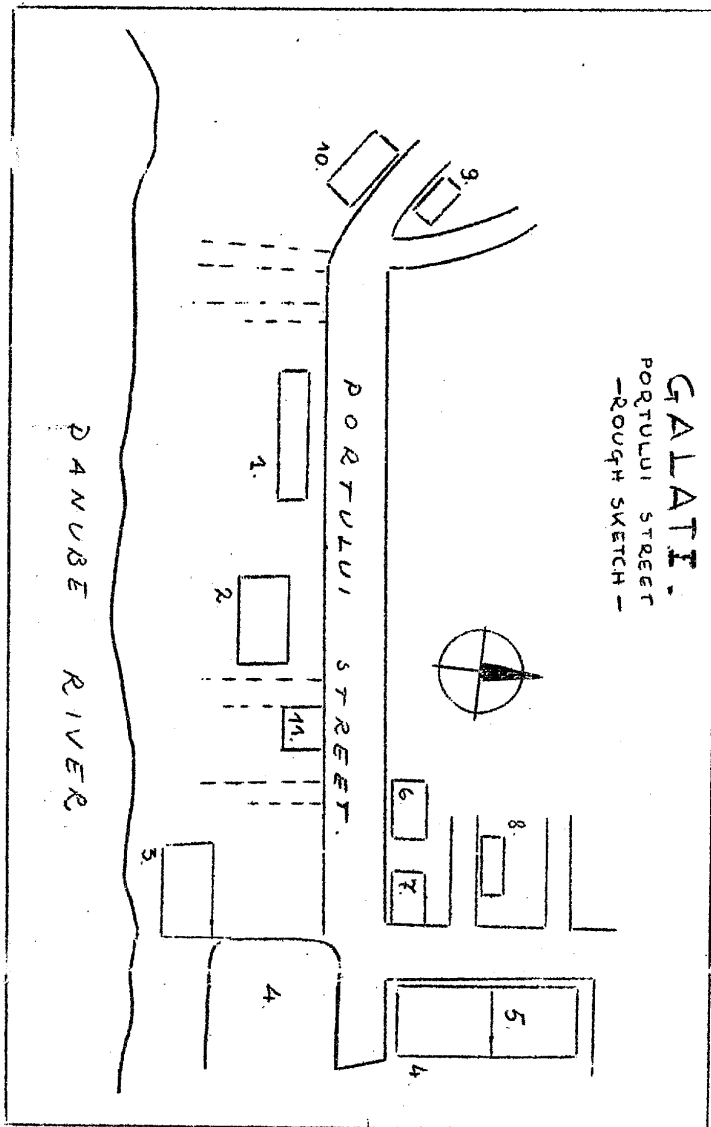 GALATI.
PORTULUI STREET
-ROUGH SKETCH-
9.
8.
5.
6
7.
4.
10.
PORTULUI STREET.
1.
2
11.
4.
3.
DANUBE RIVER